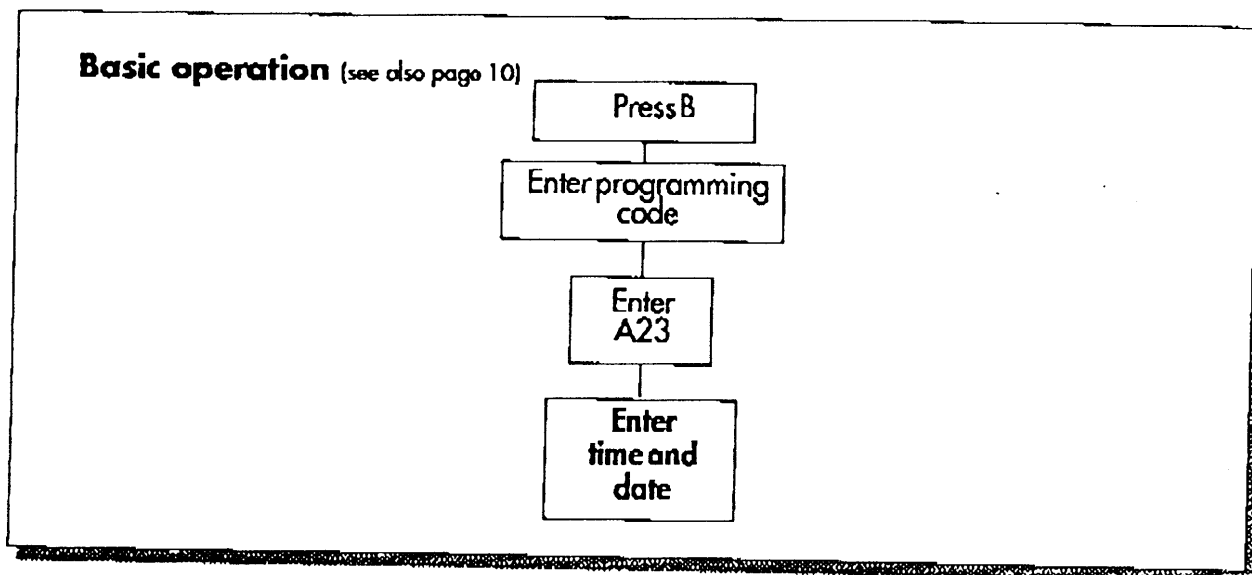 Basic operation (see also page 10)
Press B
Enter programming
code
Enter
A23
Enter
time and
date